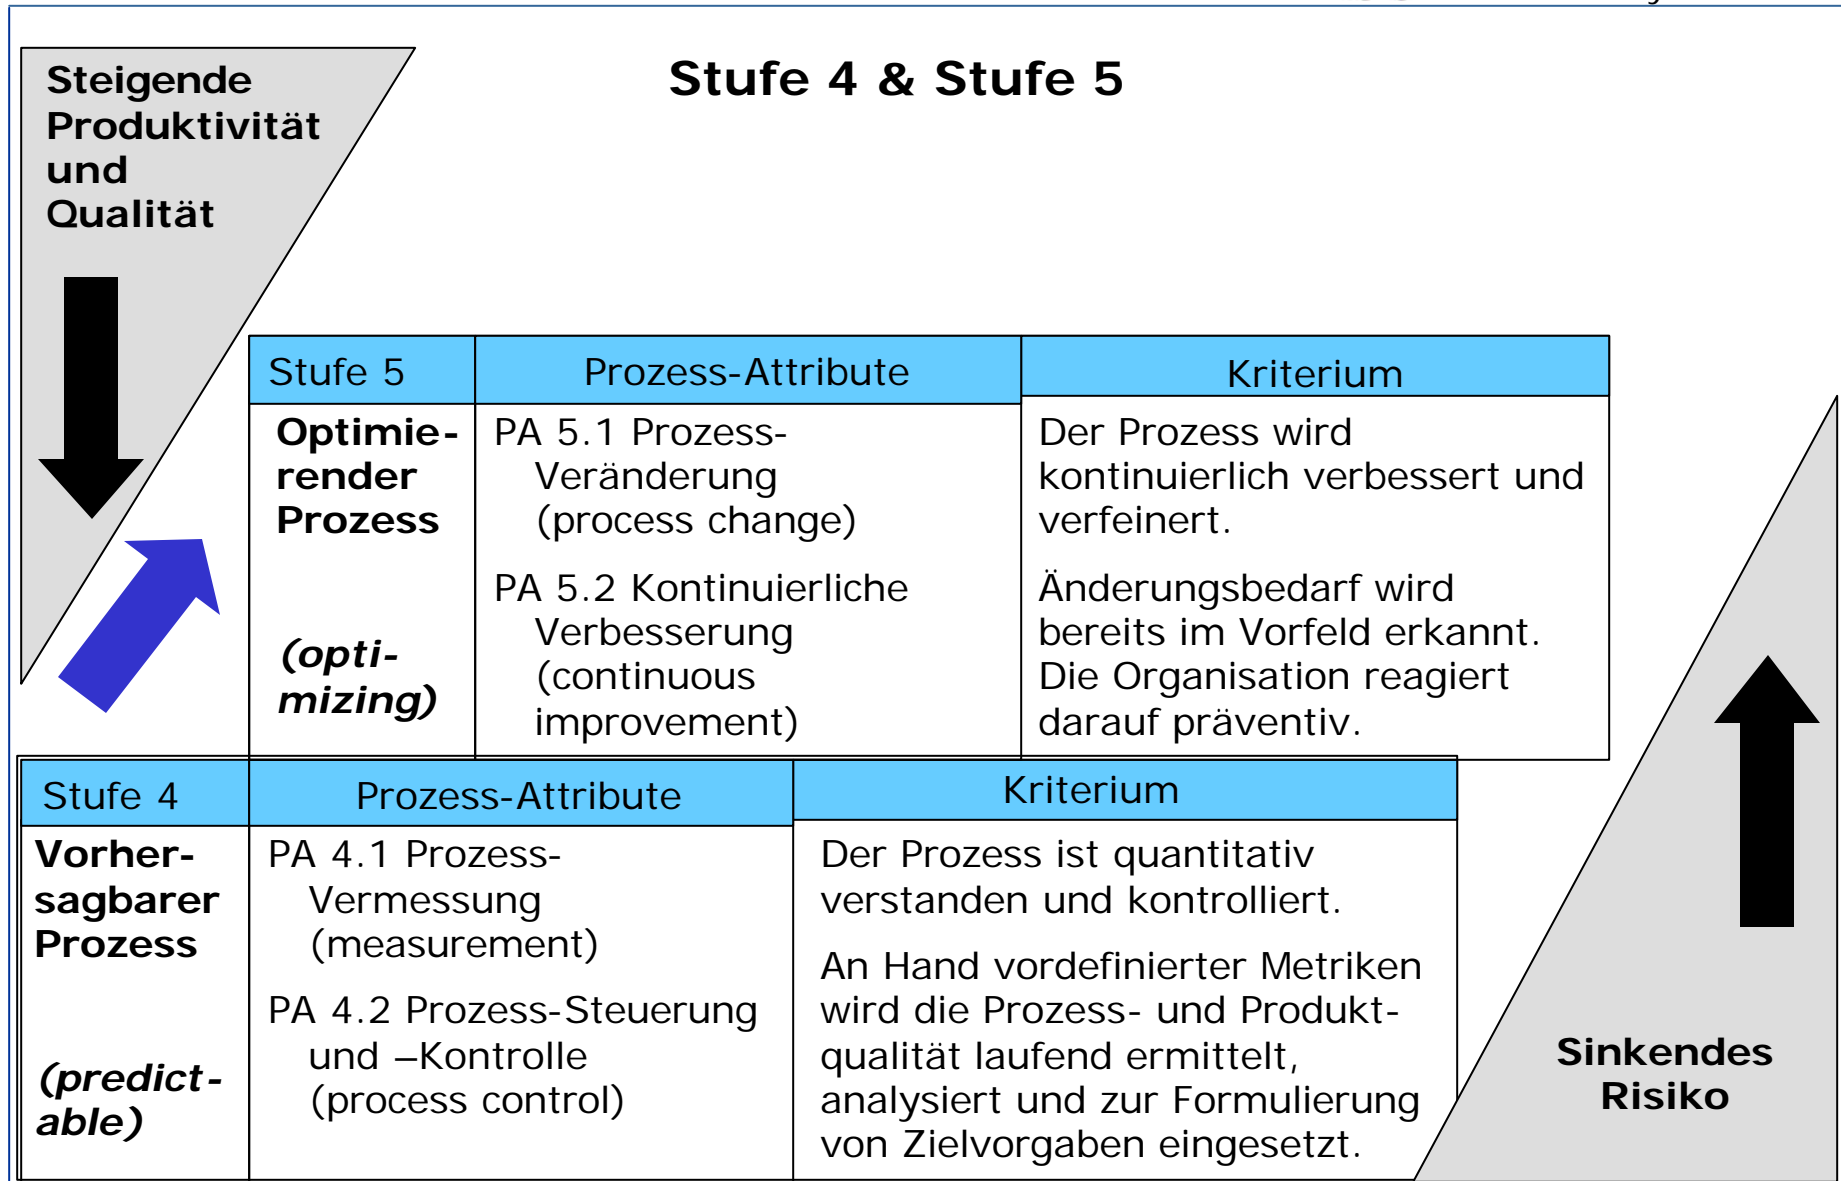 Stufe 4 & Stufe 5
Steigende
Produktivität
und
Qualität
Stufe 5
Prozess-Attribute
Kriterium
Optimie-
render
Prozess
(opti-
mizing)
PA 5.1 Prozess-
Veränderung
(process change)
PA 5.2 Kontinuierliche
Verbesserung
(continuous
improvement)
Der Prozess wird
kontinuierlich verbessert und
verfeinert.
Änderungsbedarf wird
bereits im Vorfeld erkannt.
Die Organisation reagiert
darauf präventiv.
Stufe 4
Prozess-Attribute
Kriterium
Vorher-
sagbarer
Prozess
(predict-
able)
PA 4.1 Prozess-
Vermessung
(measurement)
PA 4.2 Prozess-Steuerung
und –Kontrolle
(process control)
Der Prozess ist quantitativ
verstanden und kontrolliert.
An Hand vordefinierter Metriken
wird die Prozess- und Produkt-
qualität laufend ermittelt,
analysiert und zur Formulierung
von Zielvorgaben eingesetzt.
Sinkendes
Risiko